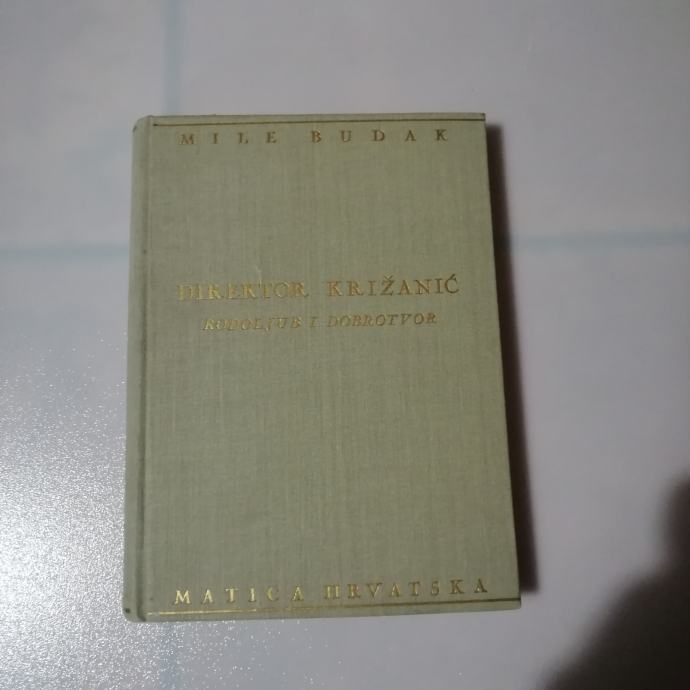 MILE BUDAK
DIREKTOR KRIŽANIĆ
RODOLJUB I DOBROTVOR
MATICA HRVATSKA